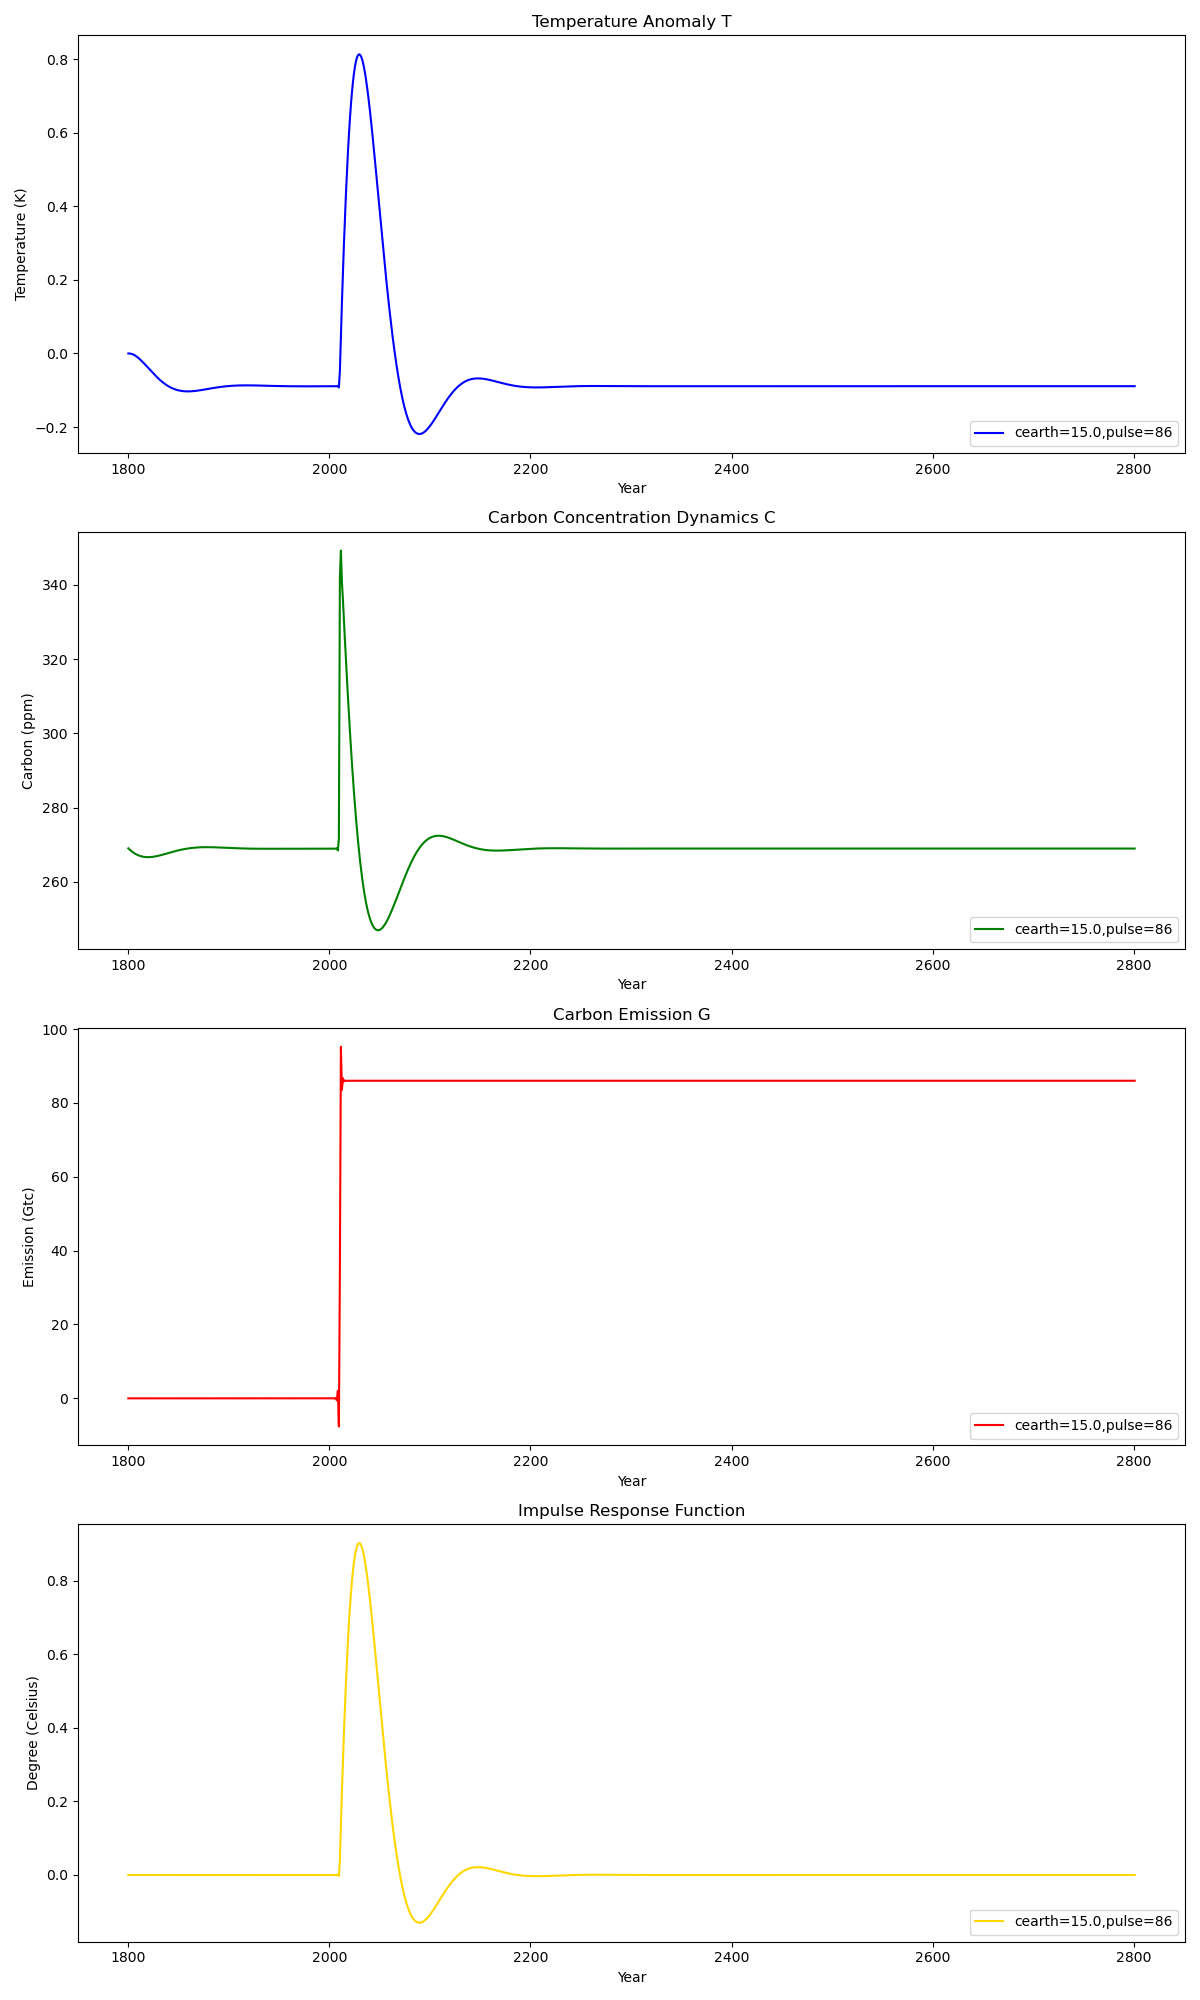 Temperature Anomaly T
0.8
0.6
0.4
0.2
0.0
−0.2
Temperature (K)
cearth=15.0,pulse=86
1800 2000 2200 2400 2600 2800
Year
Carbon Concentration Dynamics C
340
320
300
280
260
Carbon (ppm)
cearth=15.0,pulse=86
1800 2000 2200 2400 2600 2800
Year
Carbon Emission G
100
80
60
40
20
0
Emission (Gtc)
cearth=15.0,pulse=86
1800 2000 2200 2400 2600 2800
Year
Impulse Response Function
0.8
0.6
0.4
0.2
0.0
Degree (Celsius)
cearth=15.0,pulse=86
1800 2000 2200 2400 2600 2800
Year